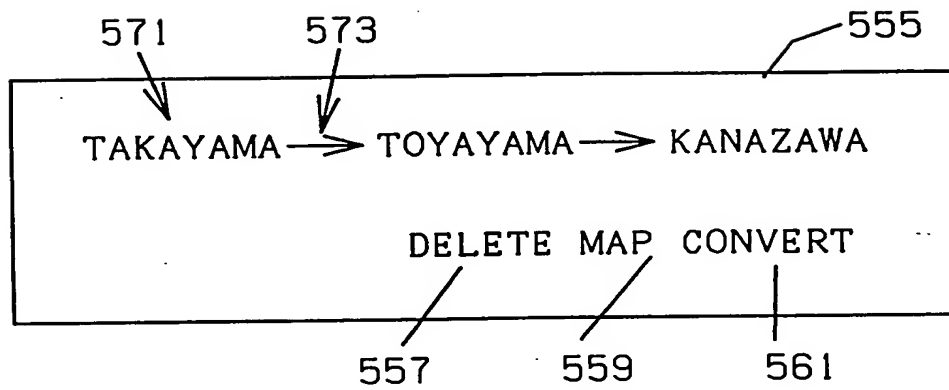 571 573 555
TAKAYAMA → TOYAYAMA → KANAZAWA
DELETE MAP CONVERT
557 559 561